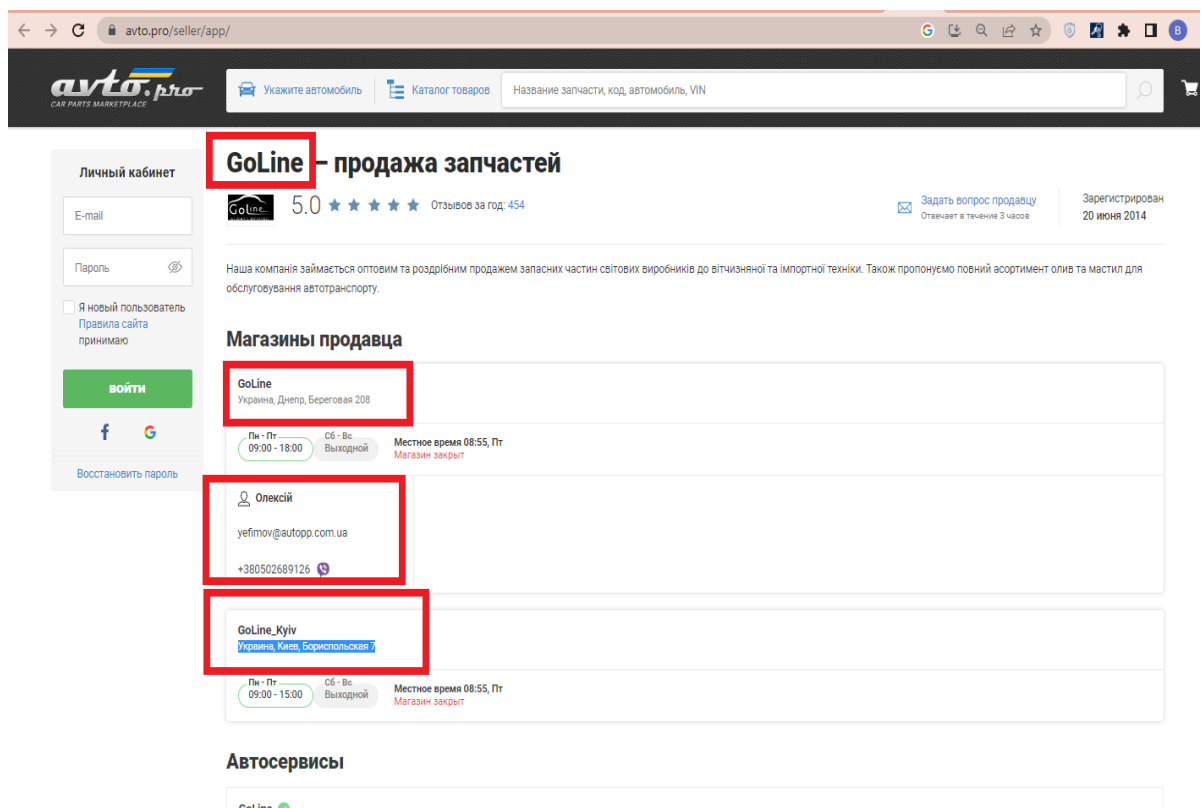 avto.pro/seller/app/
B
avto.pro
CAR PARTS MARKETPLACE
Укажите автомобиль
Каталог товаров
Название запчасти, код, автомобиль, VIN
Личный кабинет
E-mail
Пароль
Я новый пользователь
Правила сайта
принимаю
ВОЙТИ
f G
Восстановить пароль
GoLine – продажа запчастей
GoLine
5.0 ★ ★ ★ ★ ★ Отзывов за год: 454
Задать вопрос продавцу
Отвечает в течение 3 часов
Зарегистрирован
20 июня 2014
Наша компанія займається оптовим та роздрібним продажем запасних частин світових виробників до вітчизняної та імпортної техніки. Також пропонуємо повний асортимент олив та мастил для
обслуговування автотранспорту.
Магазины продавца
GoLine
Украина, Днепр, Береговая 208
Пн - Пт
09:00 - 18:00
Сб - Вс
Выходной
Местное время 08:55, Пт
Магазин закрыт
Олексій
yefimov@autopp.com.ua
+380502689126
GoLine_Kyiv
Украина, Киев, Бориспольская 7
Пн - Пт
09:00 - 15:00
Сб - Вс
Выходной
Местное время 08:55, Пт
Магазин закрыт
Автосервисы
GoLine